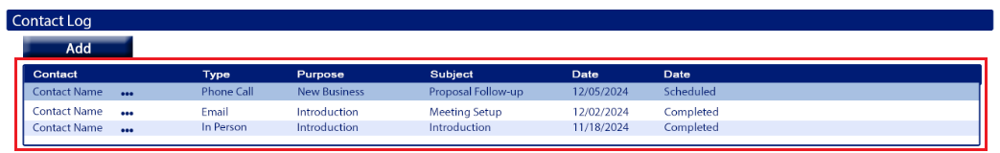 Contact Log
Add
Contact Type Purpose Subject Date Date
Contact Name ••• Phone Call New Business Proposal Follow-up 12/05/2024 Scheduled
Contact Name ••• Email Introduction Meeting Setup 12/02/2024 Completed
Contact Name ••• In Person Introduction Introduction 11/18/2024 Completed